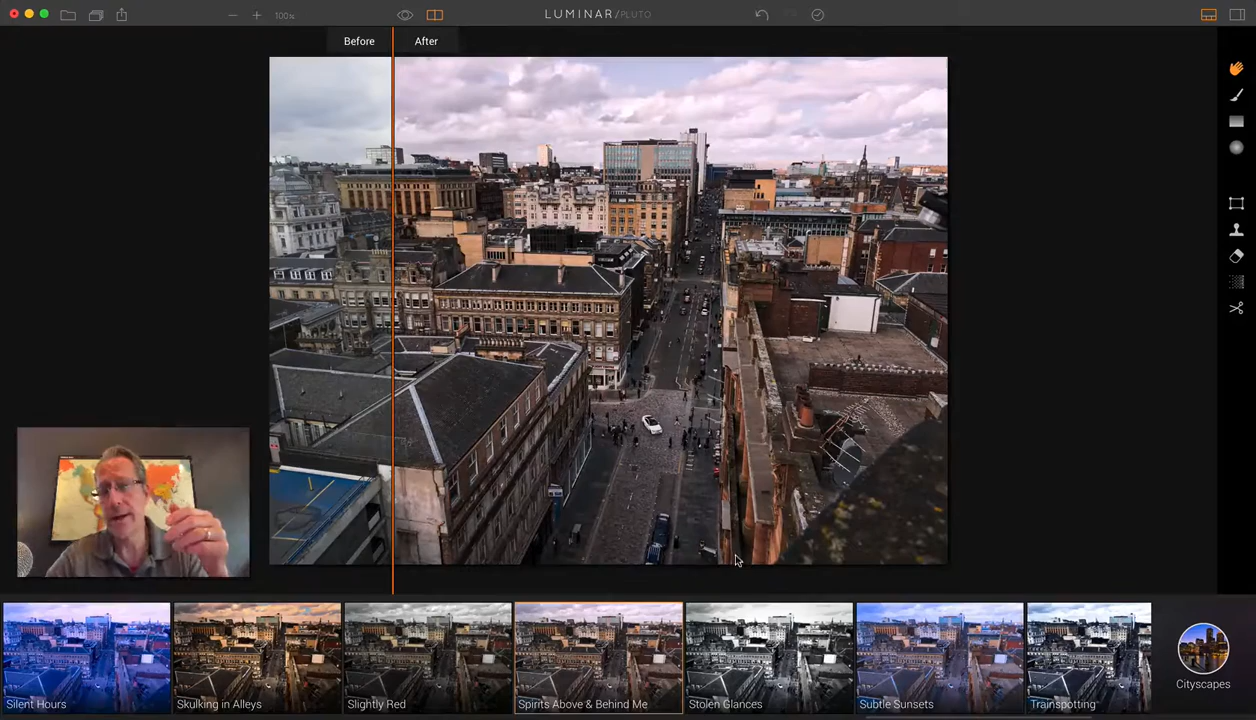 100%
LUMINAR/PLUTO
Before
After
Silent Hours
Skulking in Alleys
Slightly Red
Spirits Above & Behind Me
Stolen Glances
Subtle Sunsets
Trainspotting
Cityscapes